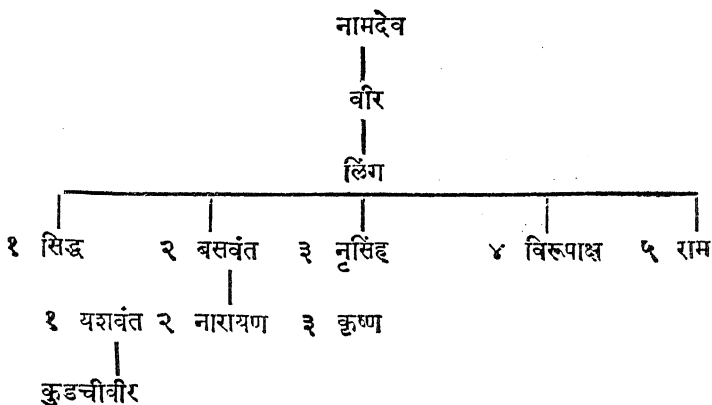 नामदेव
वीर
लिंग
१ सिद्ध २ बसवंत ३ नृसिंह ४ विरूपाक्ष ५ राम
१ यशवंत २ नारायण ३ कृष्ण
कुडचीवीर